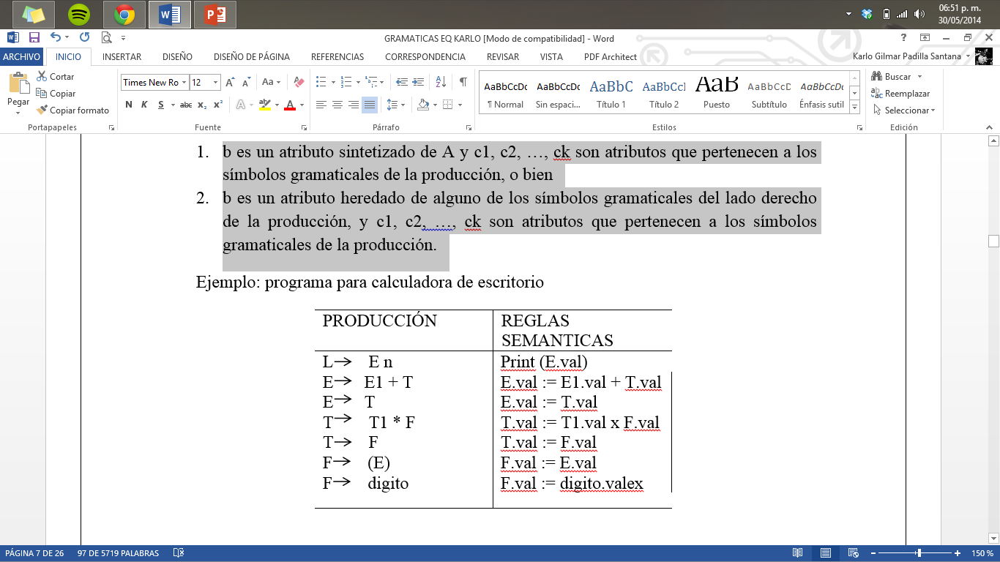 06:51 p. m.
30/05/2014
GRAMATICAS EQ KARLO [Modo de compatibilidad] - Word
ARCHIVO INICIO INSERTAR DISEÑO DISEÑO DE PÁGINA REFERENCIAS CORRESPONDENCIA REVISAR VISTA PDF Architect Karlo Gilmar Padilla Santana
Pegar
Cortar
Copiar
Copiar formato
Portapapeles
Times New Ro 12
Aa
N K S abc x₂ x²
Fuente
Párrafo
AaBbCcDc AaBbCcDc AaBbC AaBbCcI AaB AaBbCcD AaBbCcDc
¶ Normal Sin espaci... Título 1 Título 2 Puesto Subtítulo Énfasis sutil
Estilos
Buscar
Reemplazar
Seleccionar
Edición
1. b es un atributo sintetizado de A y c1, c2, …, ck son atributos que pertenecen a los
símbolos gramaticales de la producción, o bien
2. b es un atributo heredado de alguno de los símbolos gramaticales del lado derecho
de la producción, y c1, c2, …, ck son atributos que pertenecen a los símbolos
gramaticales de la producción.
Ejemplo: programa para calculadora de escritorio
PRODUCCIÓN REGLAS
SEMANTICAS
L→ E n Print (E.val)
E→ E1 + T E.val := E1.val + T.val
E→ T E.val := T.val
T→ T1 * F T.val := T1.val x F.val
T→ F T.val := F.val
F→ (E) F.val := E.val
F→ digito F.val := digito.valex
PÁGINA 7 DE 26 97 DE 5719 PALABRAS 150 %